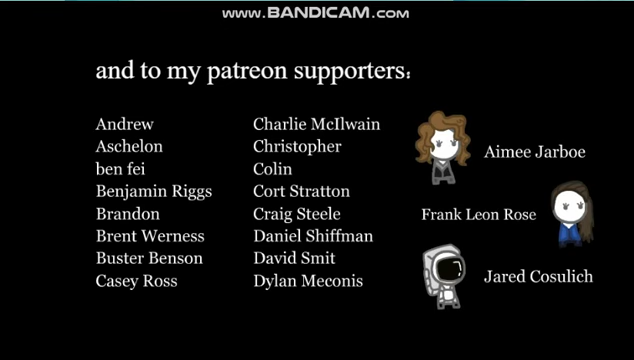 www.BANDICAM.com
and to my patreon supporters:
Andrew
Aschelon
ben fei
Benjamin Riggs
Brandon
Brent Werness
Buster Benson
Casey Ross
Charlie McIlwain
Christopher
Colin
Cort Stratton
Craig Steele
Daniel Shiffman
David Smit
Dylan Meconis
Aimee Jarboe
Frank Leon Rose
Jared Cosulich